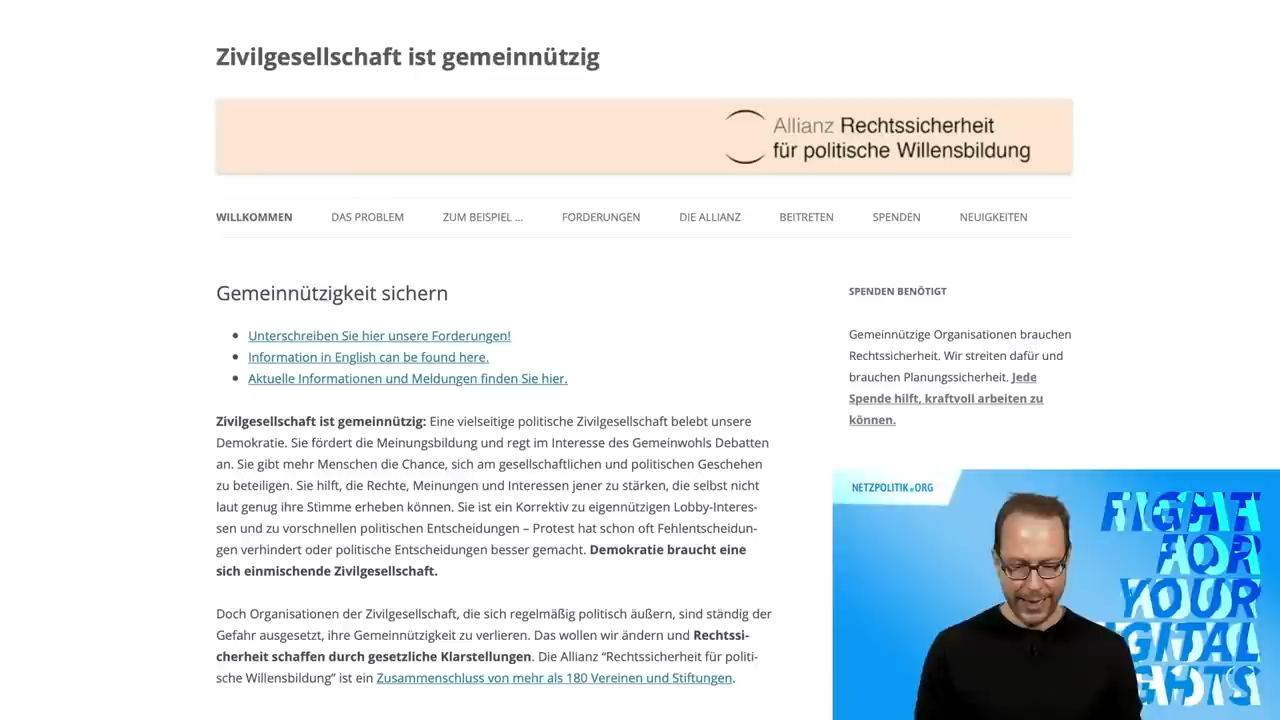 Zivilgesellschaft ist gemeinnützig
Allianz Rechtssicherheit
für politische Willensbildung
WILLKOMMEN DAS PROBLEM ZUM BEISPIEL ... FORDERUNGEN DIE ALLIANZ BEITRETEN SPENDEN NEUIGKEITEN
Gemeinnützigkeit sichern
Unterschreiben Sie hier unsere Forderungen!
Information in English can be found here.
Aktuelle Informationen und Meldungen finden Sie hier.
Zivilgesellschaft ist gemeinnützig: Eine vielseitige politische Zivilgesellschaft belebt unsere
Demokratie. Sie fördert die Meinungsbildung und regt im Interesse des Gemeinwohls Debatten
an. Sie gibt mehr Menschen die Chance, sich am gesellschaftlichen und politischen Geschehen
zu beteiligen. Sie hilft, die Rechte, Meinungen und Interessen jener zu stärken, die selbst nicht
laut genug ihre Stimme erheben können. Sie ist ein Korrektiv zu eigennützigen Lobby-Interes-
sen und zu vorschnellen politischen Entscheidungen – Protest hat schon oft Fehlentscheidun-
gen verhindert oder politische Entscheidungen besser gemacht. Demokratie braucht eine
sich einmischende Zivilgesellschaft.
Doch Organisationen der Zivilgesellschaft, die sich regelmäßig politisch äußern, sind ständig der
Gefahr ausgesetzt, ihre Gemeinnützigkeit zu verlieren. Das wollen wir ändern und Rechtssi-
cherheit schaffen durch gesetzliche Klarstellungen. Die Allianz “Rechtssicherheit für politi-
sche Willensbildung” ist ein Zusammenschluss von mehr als 180 Vereinen und Stiftungen.
SPENDEN BENÖTIGT
Gemeinnützige Organisationen brauchen
Rechtssicherheit. Wir streiten dafür und
brauchen Planungssicherheit. Jede
Spende hilft, kraftvoll arbeiten zu
können.
NETZPOLITIK.ORG
FIGHT
FOR
YOUR
IGITAL
GHTS